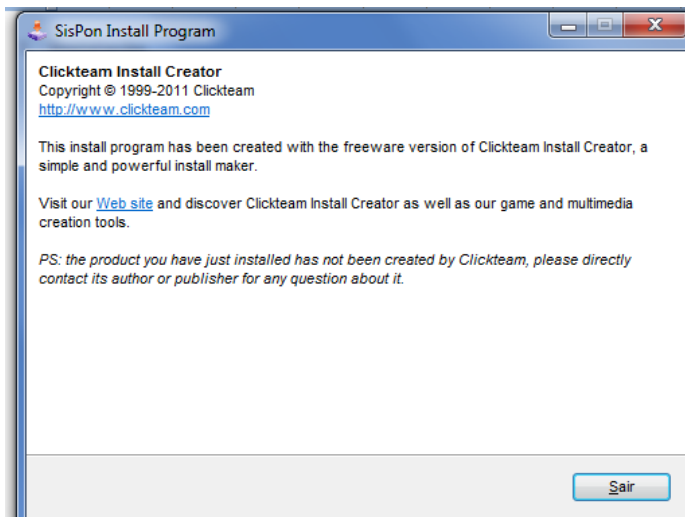 SisPon Install Program
Clickteam Install Creator
Copyright © 1999-2011 Clickteam
http://www.clickteam.com
This install program has been created with the freeware version of Clickteam Install Creator, a
simple and powerful install maker.
Visit our Web site and discover Clickteam Install Creator as well as our game and multimedia
creation tools.
PS: the product you have just installed has not been created by Clickteam, please directly
contact its author or publisher for any question about it.
Sair